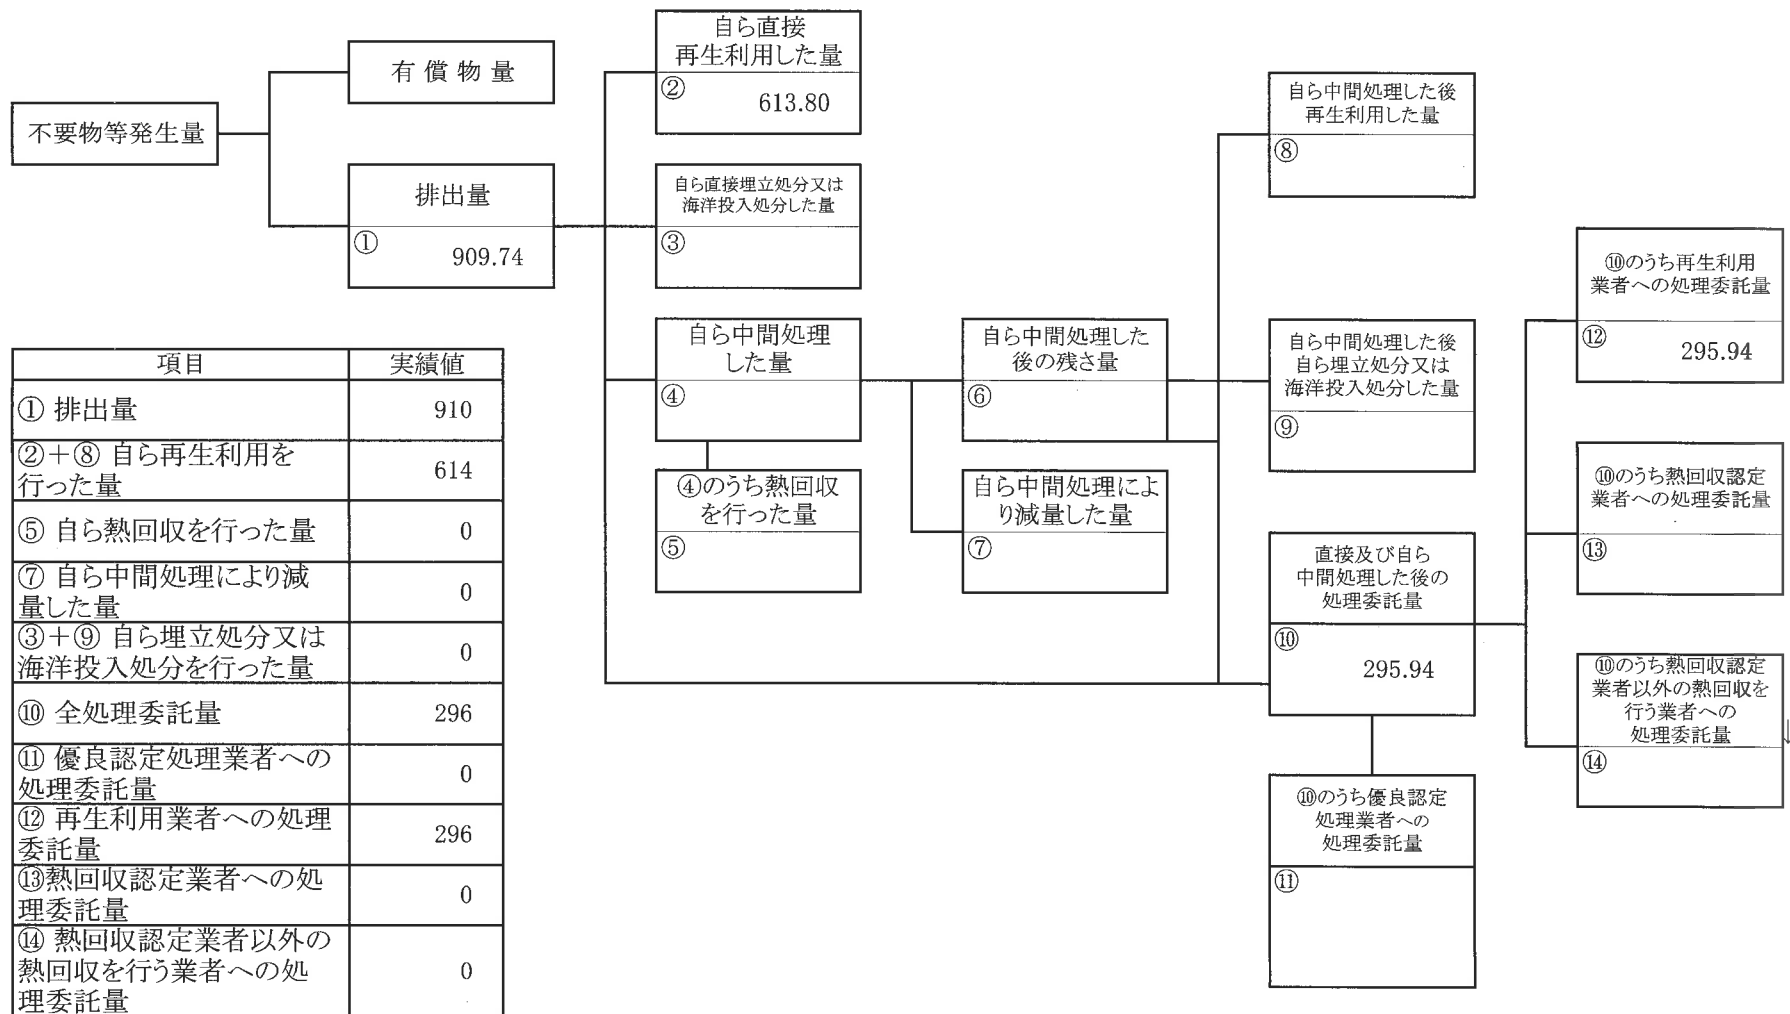 不要物等発生量
有償物量
排出量
①
909.74
自ら直接
再生利用した量
②
613.80
自ら直接埋立処分又は
海洋投入処分した量
③
自ら中間処理
した量
④
④のうち熱回収
を行った量
⑤
自ら中間処理した
後の残さ量
⑥
自ら中間処理によ
り減量した量
⑦
自ら中間処理した後
再生利用した量
⑧
自ら中間処理した後
自ら埋立処分又は
海洋投入処分した量
⑨
直接及び自ら
中間処理した後の
処理委託量
⑩
295.94
⑩のうち優良認定
処理業者への
処理委託量
⑪
⑩のうち再生利用
業者への処理委託量
⑫
295.94
⑩のうち熱回収認定
業者への処理委託量
⑬
⑩のうち熱回収認定
業者以外の熱回収を
行う業者への
処理委託量
⑭
↓
項目 実績値
① 排出量 910
②+⑧ 自ら再生利用を
行った量 614
⑤ 自ら熱回収を行った量 0
⑦ 自ら中間処理により減
量した量 0
③+⑨ 自ら埋立処分又は
海洋投入処分を行った量 0
⑩ 全処理委託量 296
⑪ 優良認定処理業者への
処理委託量 0
⑫ 再生利用業者への処理
委託量 296
⑬熱回収認定業者への処
理委託量 0
⑭ 熱回収認定業者以外の
熱回収を行う業者への処 0
理委託量